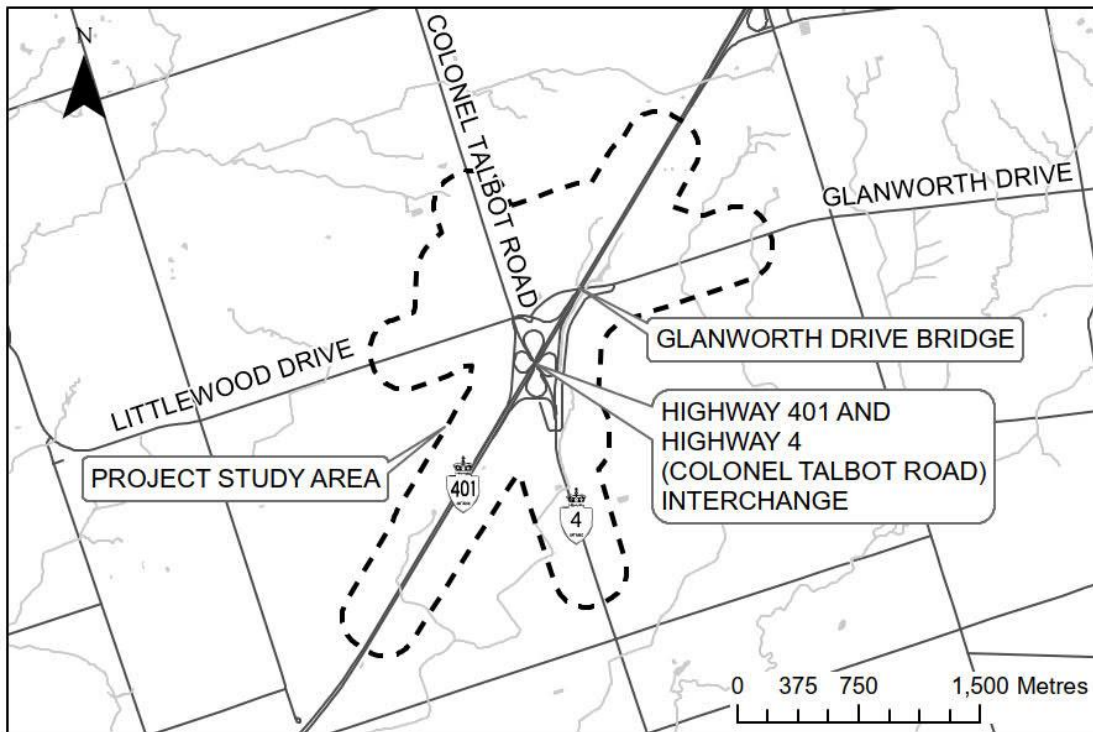 N
COLONEL TALBOT ROAD
GLANWORTH DRIVE
GLANWORTH DRIVE BRIDGE
LITTLEWOOD DRIVE
HIGHWAY 401 AND
HIGHWAY 4
(COLONEL TALBOT ROAD)
INTERCHANGE
PROJECT STUDY AREA
401
4
0 375 750 1,500 Metres